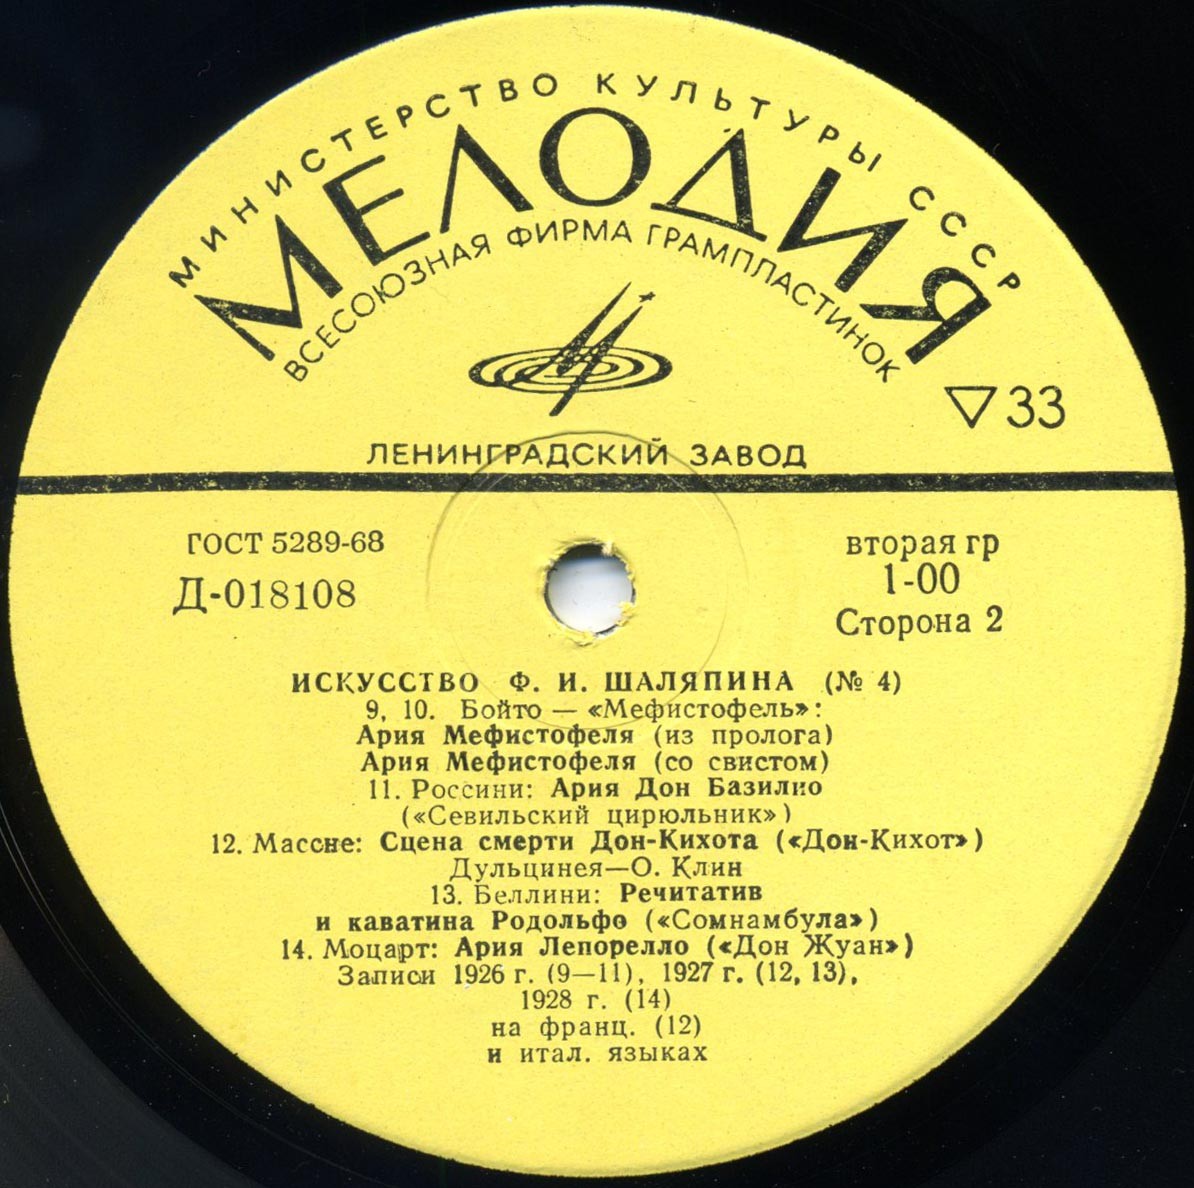 МИНИСТЕРСТВО КУЛЬТУРЫ СССР
МЕЛОДИЯ
ВСЕСОЮЗНАЯ ФИРМА ГРАМПЛАСТИНОК
▽33
ЛЕНИНГРАДСКИЙ ЗАВОД
ГОСТ 5289-68
Д-018108
вторая гр
1-00
Сторона 2
ИСКУССТВО Ф. И. ШАЛЯПИНА (№ 4)
9, 10. Бойто — «Мефистофель»:
Ария Мефистофеля (из пролога)
Ария Мефистофеля (со свистом)
11. Россини: Ария Дон Базилио
(«Севильский цирюльник»)
12. Массне: Сцена смерти Дон-Кихота («Дон-Кихот»)
Дульцинея—О. Клин
13. Беллини: Речитатив
и каватина Родольфо («Сомнамбула»)
14. Моцарт: Ария Лепорелло («Дон Жуан»)
Записи 1926 г. (9—11), 1927 г. (12, 13),
1928 г. (14)
на франц. (12)
и итал. языках